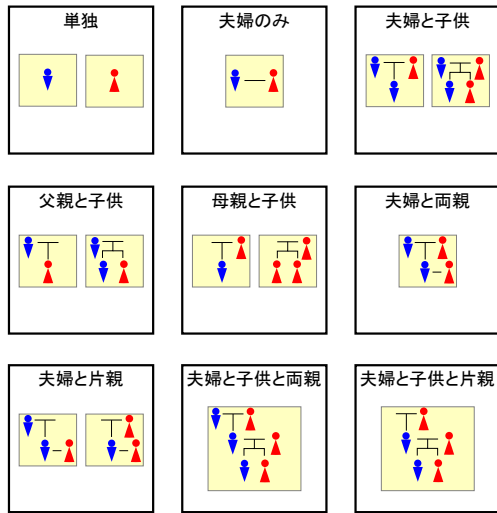 単独
夫婦のみ
夫婦と子供
父親と子供
母親と子供
夫婦と両親
夫婦と片親
夫婦と子供と両親
夫婦と子供と片親